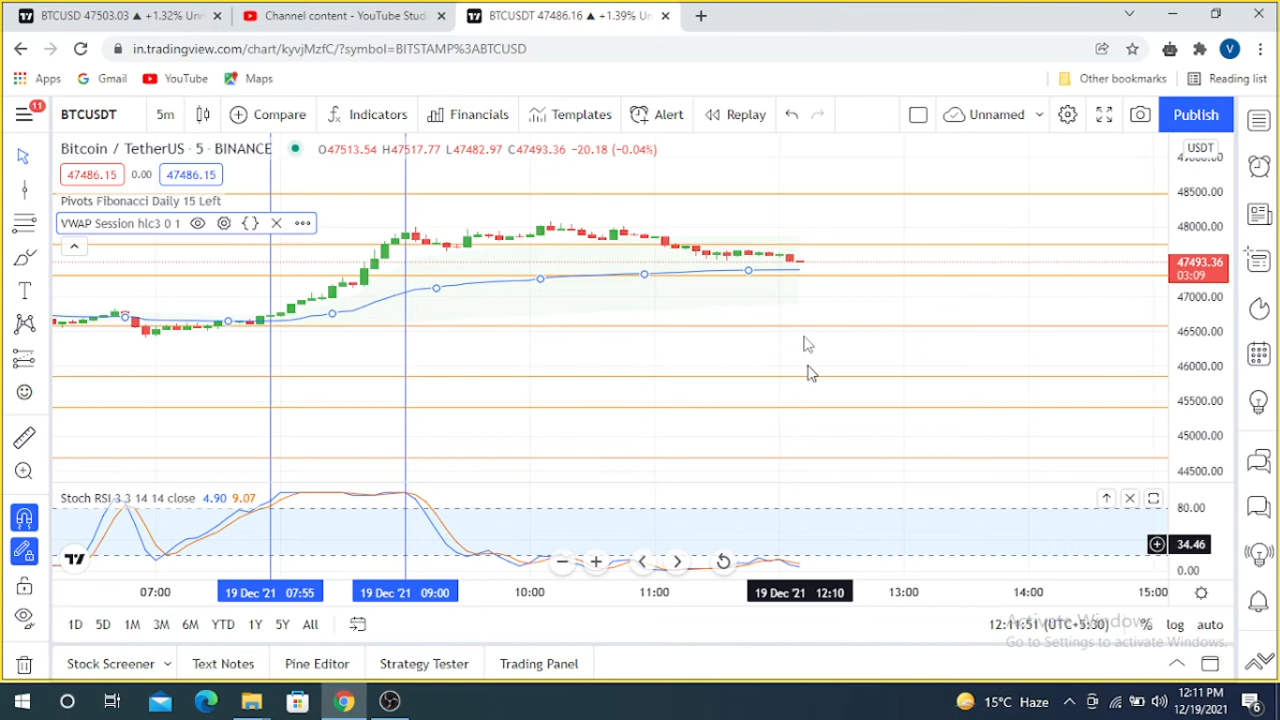 BTCUSD 47503.03 ▲ +1.32% Un
Channel content - YouTube Studi
BTCUSDT 47486.16 ▲ +1.39% Un
in.tradingview.com/chart/kyvjMzfC/?symbol=BITSTAMP%3ABTCUSD
V
Apps
Gmail
YouTube
Maps
Other bookmarks
Reading list
11
BTCUSDT
5m
Compare
Indicators
Financials
Templates
Alert
Replay
Unnamed
Publish
Bitcoin / TetherUS · 5 · BINANCE
O47513.54 H47517.77 L47482.97 C47493.36 −20.18 (−0.04%)
USDT
47486.15
0.00
47486.15
48500.00
Pivots Fibonacci Daily 15 Left
VWAP Session hlc3 0 1
48000.00
47493.36
03:09
47000.00
46500.00
46000.00
45500.00
45000.00
44500.00
Stoch RSI 3 3 14 14 close 4.90 9.07
80.00
34.46
0.00
07:00
19 Dec '21 07:55
19 Dec '21 09:00
10:00
11:00
19 Dec '21 12:10
13:00
14:00
15:00
1D 5D 1M 3M 6M YTD 1Y 5Y All
12:11:51 (UTC+5:30)
%
log
auto
Activate Windows
Go to Settings to activate Windows.
Stock Screener
Text Notes
Pine Editor
Strategy Tester
Trading Panel
15°C Haze
12:11 PM
12/19/2021
6